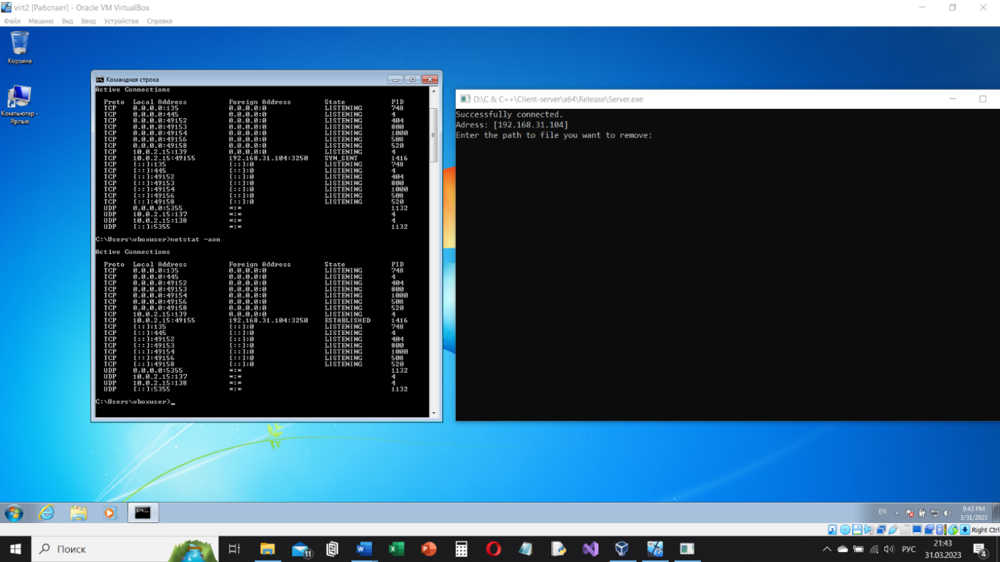 virt2 [Работает] - Oracle VM VirtualBox
Файл Машина Вид Ввод Устройства Справка
Корзина
Компьютер -
Ярлык
Командная строка
Active Connections
Proto Local Address Foreign Address State PID
TCP 0.0.0.0:135 0.0.0.0:0 LISTENING 748
TCP 0.0.0.0:445 0.0.0.0:0 LISTENING 4
TCP 0.0.0.0:49152 0.0.0.0:0 LISTENING 404
TCP 0.0.0.0:49153 0.0.0.0:0 LISTENING 800
TCP 0.0.0.0:49154 0.0.0.0:0 LISTENING 1000
TCP 0.0.0.0:49156 0.0.0.0:0 LISTENING 508
TCP 0.0.0.0:49158 0.0.0.0:0 LISTENING 520
TCP 10.0.2.15:139 0.0.0.0:0 LISTENING 4
TCP 10.0.2.15:49155 192.168.31.104:3250 SYN_SENT 1416
TCP [::]:135 [::]:0 LISTENING 748
TCP [::]:445 [::]:0 LISTENING 4
TCP [::]:49152 [::]:0 LISTENING 404
TCP [::]:49153 [::]:0 LISTENING 800
TCP [::]:49154 [::]:0 LISTENING 1000
TCP [::]:49156 [::]:0 LISTENING 508
TCP [::]:49158 [::]:0 LISTENING 520
UDP 0.0.0.0:5355 *:* 1132
UDP 10.0.2.15:137 *:* 4
UDP 10.0.2.15:138 *:* 4
UDP [::]:5355 *:* 1132
C:\Users\vboxuser>netstat -aon
Active Connections
Proto Local Address Foreign Address State PID
TCP 0.0.0.0:135 0.0.0.0:0 LISTENING 748
TCP 0.0.0.0:445 0.0.0.0:0 LISTENING 4
TCP 0.0.0.0:49152 0.0.0.0:0 LISTENING 404
TCP 0.0.0.0:49153 0.0.0.0:0 LISTENING 800
TCP 0.0.0.0:49154 0.0.0.0:0 LISTENING 1000
TCP 0.0.0.0:49156 0.0.0.0:0 LISTENING 508
TCP 0.0.0.0:49158 0.0.0.0:0 LISTENING 520
TCP 10.0.2.15:139 0.0.0.0:0 LISTENING 4
TCP 10.0.2.15:49155 192.168.31.104:3250 ESTABLISHED 1416
TCP [::]:135 [::]:0 LISTENING 748
TCP [::]:445 [::]:0 LISTENING 4
TCP [::]:49152 [::]:0 LISTENING 404
TCP [::]:49153 [::]:0 LISTENING 800
TCP [::]:49154 [::]:0 LISTENING 1000
TCP [::]:49156 [::]:0 LISTENING 508
TCP [::]:49158 [::]:0 LISTENING 520
UDP 0.0.0.0:5355 *:* 1132
UDP 10.0.2.15:137 *:* 4
UDP 10.0.2.15:138 *:* 4
UDP [::]:5355 *:* 1132
C:\Users\vboxuser>_
D:\C & C++\Client-server\x64\Release\Server.exe
Successfully connected.
Adress: [192.168.31.104]
Enter the path to file you want to remove:
EN
9:43 PM
3/31/2023
Right Ctrl
Поиск
11
РУС
21:43
31.03.2023
4